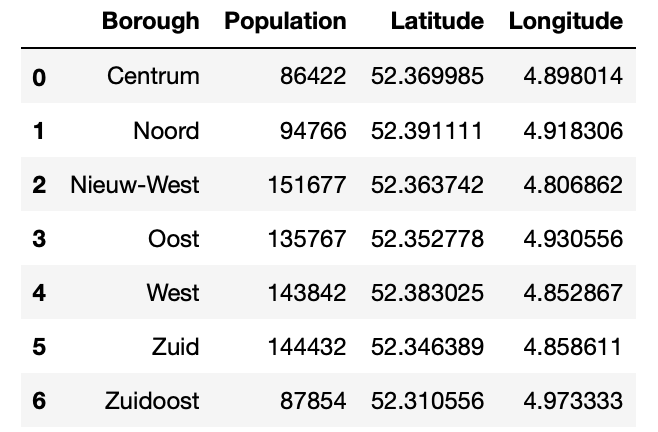 Borough Population Latitude Longitude
0 Centrum 86422 52.369985 4.898014
1 Noord 94766 52.391111 4.918306
2 Nieuw-West 151677 52.363742 4.806862
3 Oost 135767 52.352778 4.930556
4 West 143842 52.383025 4.852867
5 Zuid 144432 52.346389 4.858611
6 Zuidoost 87854 52.310556 4.973333